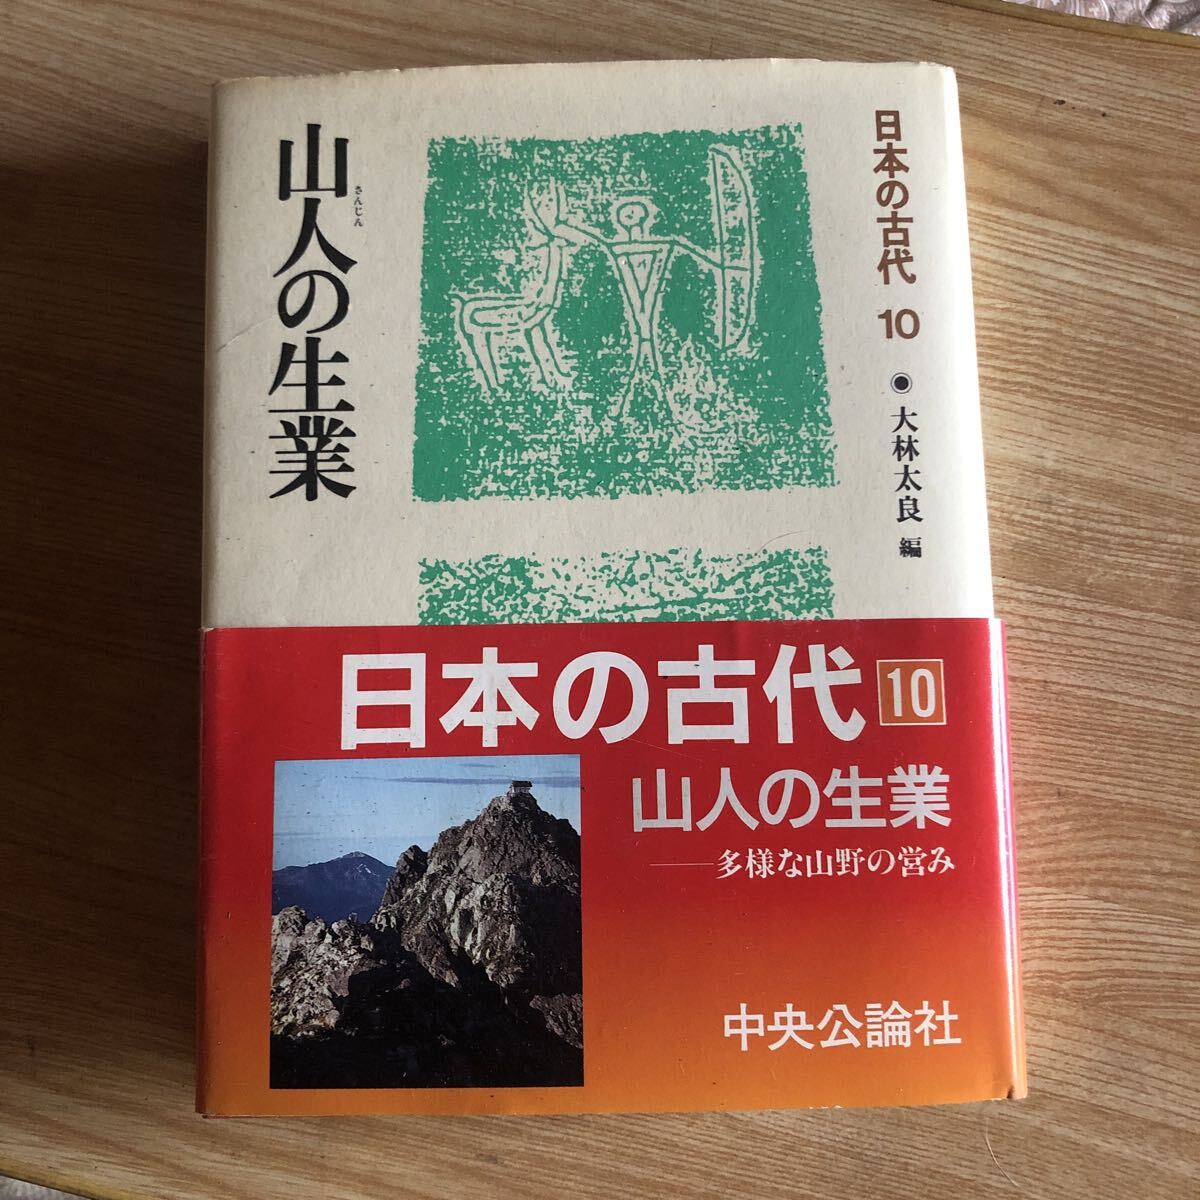 日本の古代 10
◉大林太良 編
さんじん
山人の生業
日本の古代 10
山人の生業
――多様な山野の営み
中央公論社